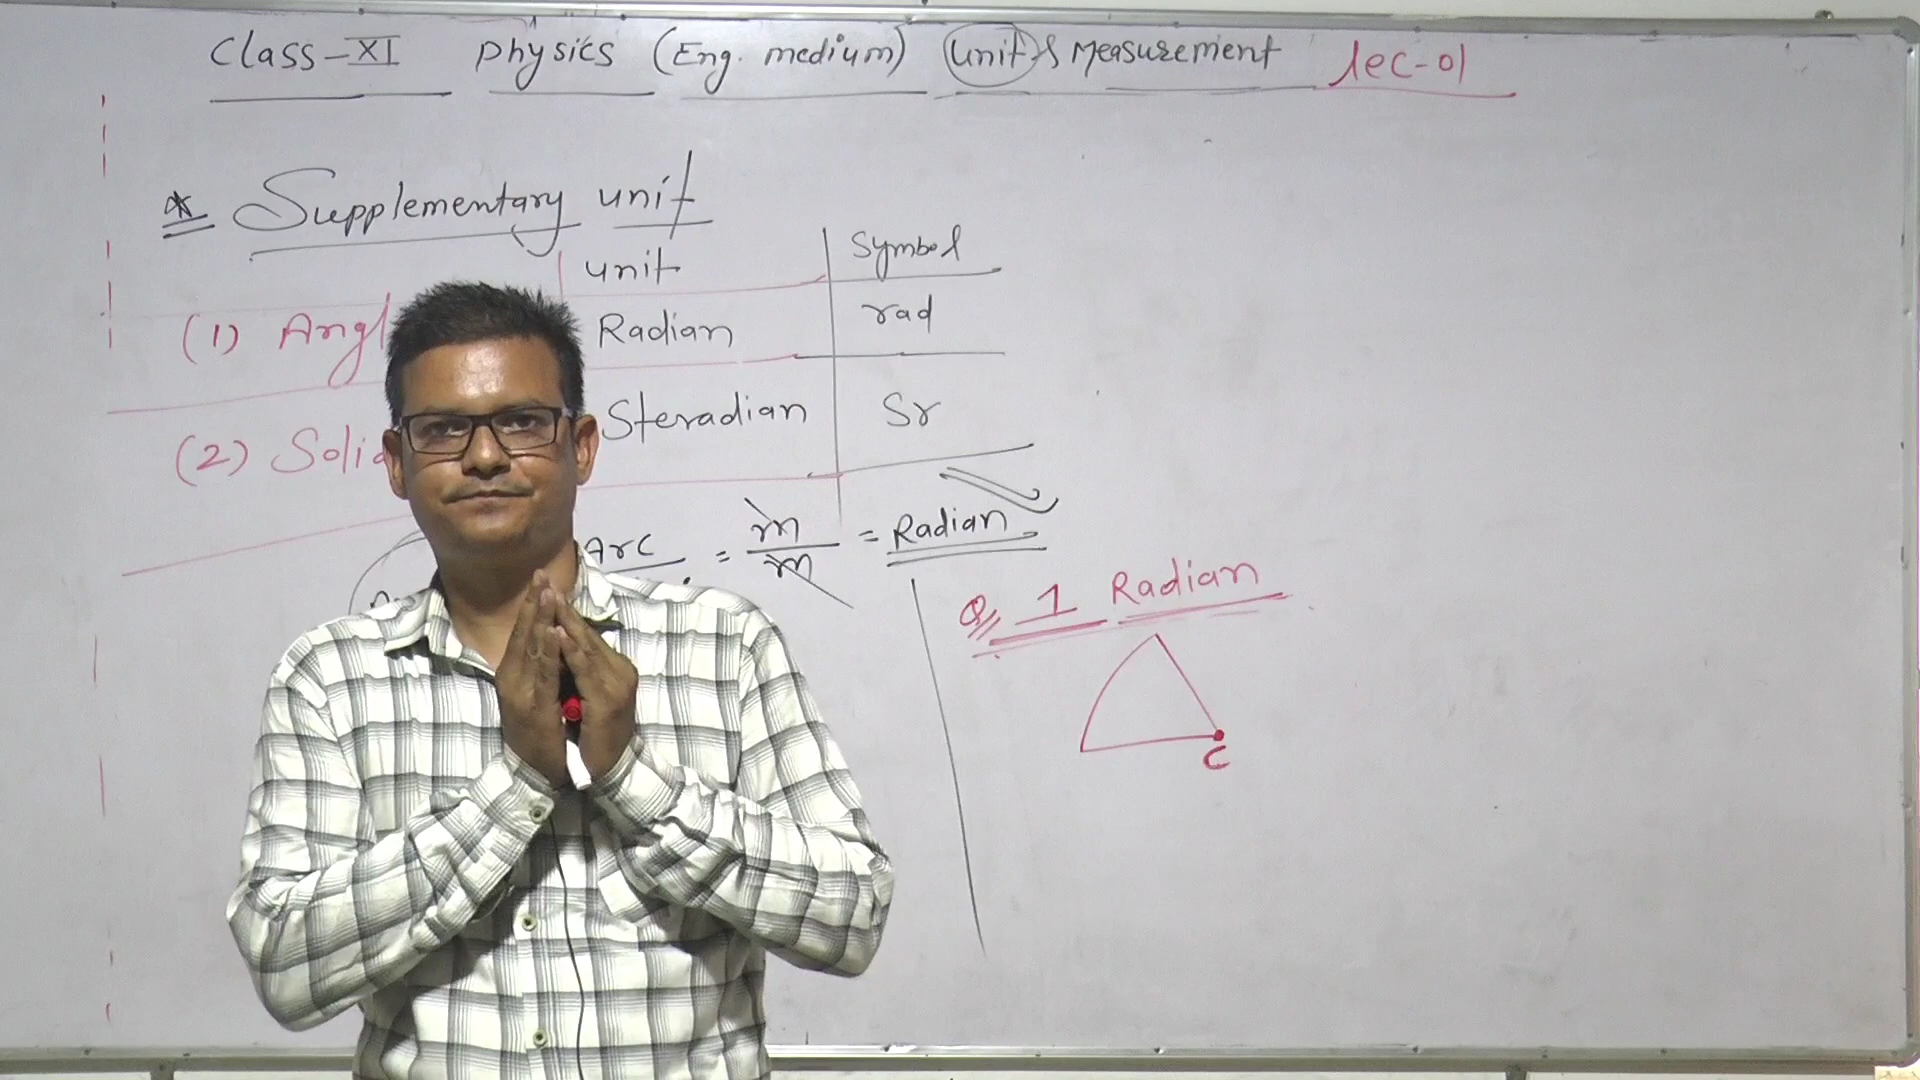 Class-XI Physics (Eng. medium) Unit & Measurement Lec-01
* Supplementary unit
unit Symbol
(1) Angl Radian rad
(2) Solid Steradian Sr
Arc = m/m = Radian
Q 1 Radian
C